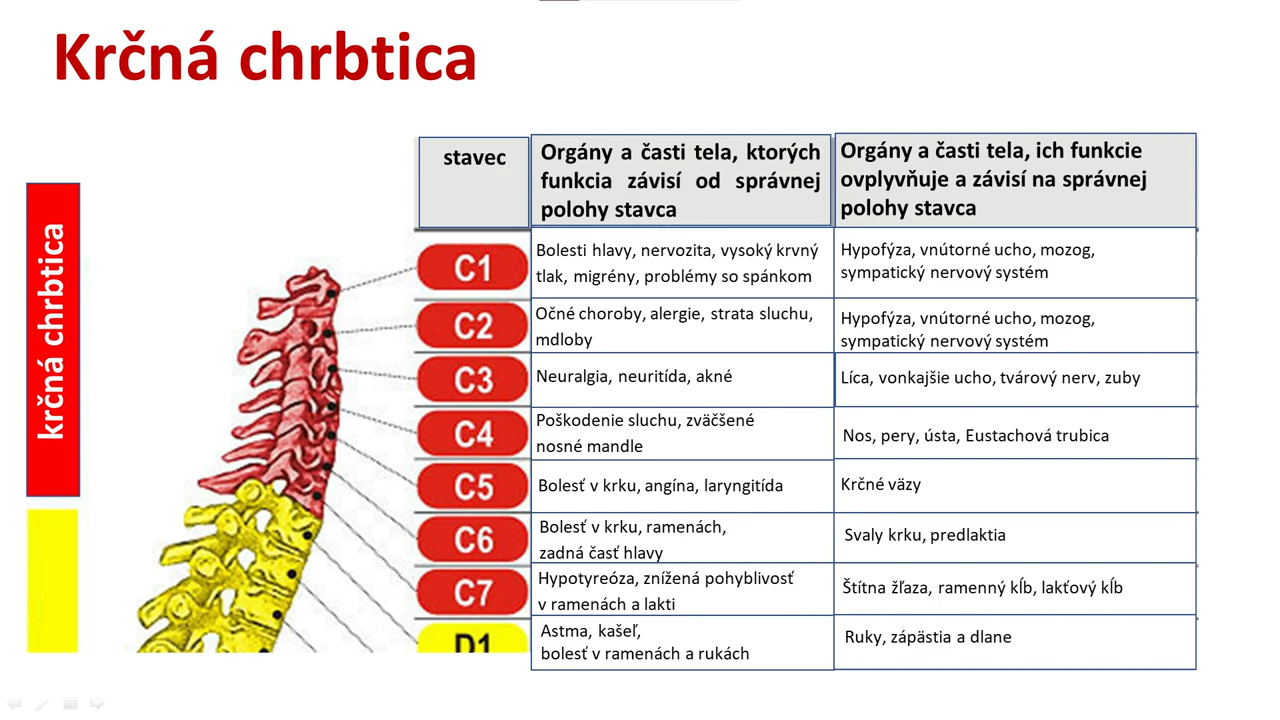 Krčná chrbtica
krčná chrbtica
stavec
Orgány a časti tela, ktorých
funkcia závisí od správnej
polohy stavca
Orgány a časti tela, ich funkcie
ovplyvňuje a závisí na správnej
polohy stavca
C1
Bolesti hlavy, nervozita, vysoký krvný
tlak, migrény, problémy so spánkom
Hypofýza, vnútorné ucho, mozog,
sympatický nervový systém
C2
Očné choroby, alergie, strata sluchu,
mdloby
Hypofýza, vnútorné ucho, mozog,
sympatický nervový systém
C3
Neuralgia, neuritída, akné
Líca, vonkajšie ucho, tvárový nerv, zuby
C4
Poškodenie sluchu, zväčšené
nosné mandle
Nos, pery, ústa, Eustachová trubica
C5
Bolesť v krku, angína, laryngitída
Krčné väzy
C6
Bolesť v krku, ramenách,
zadná časť hlavy
Svaly krku, predlaktia
C7
Hypotyreóza, znížená pohyblivosť
v ramenách a lakti
Štítna žľaza, ramenný kĺb, lakťový kĺb
D1
Astma, kašeľ,
bolesť v ramenách a rukách
Ruky, zápästia a dlane